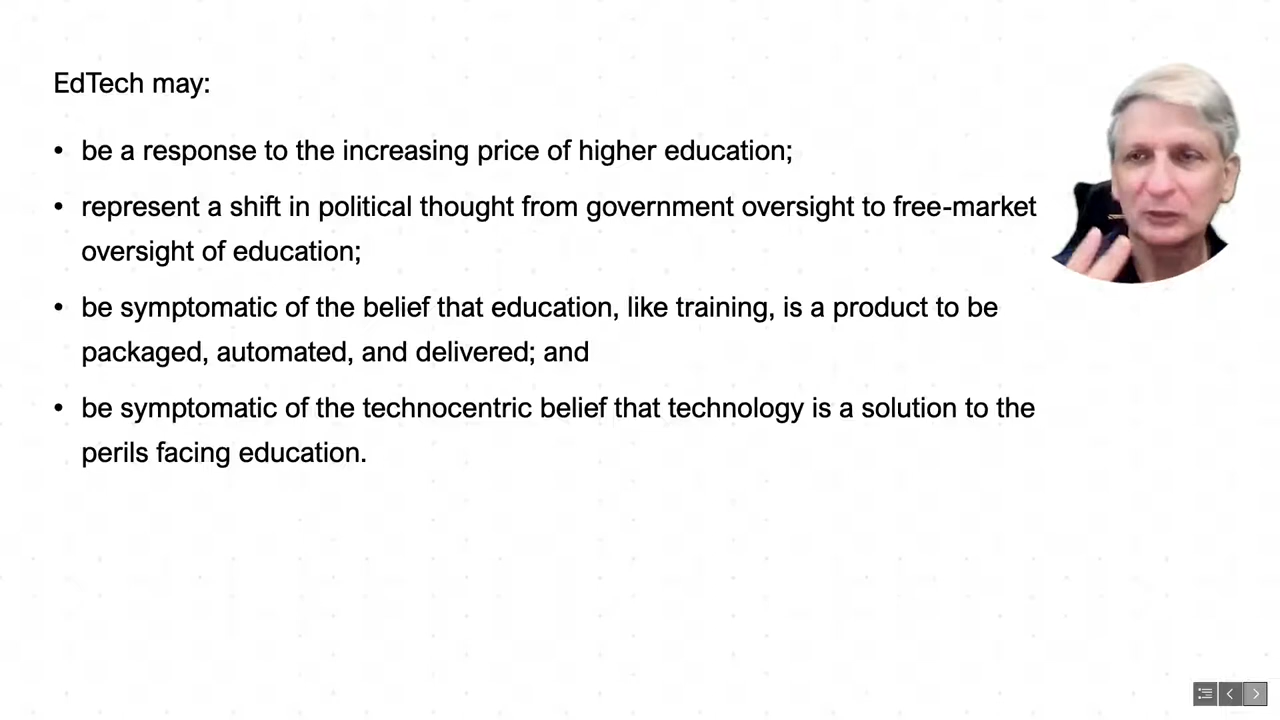 EdTech may:
• be a response to the increasing price of higher education;
• represent a shift in political thought from government oversight to free-market
oversight of education;
• be symptomatic of the belief that education, like training, is a product to be
packaged, automated, and delivered; and
• be symptomatic of the technocentric belief that technology is a solution to the
perils facing education.